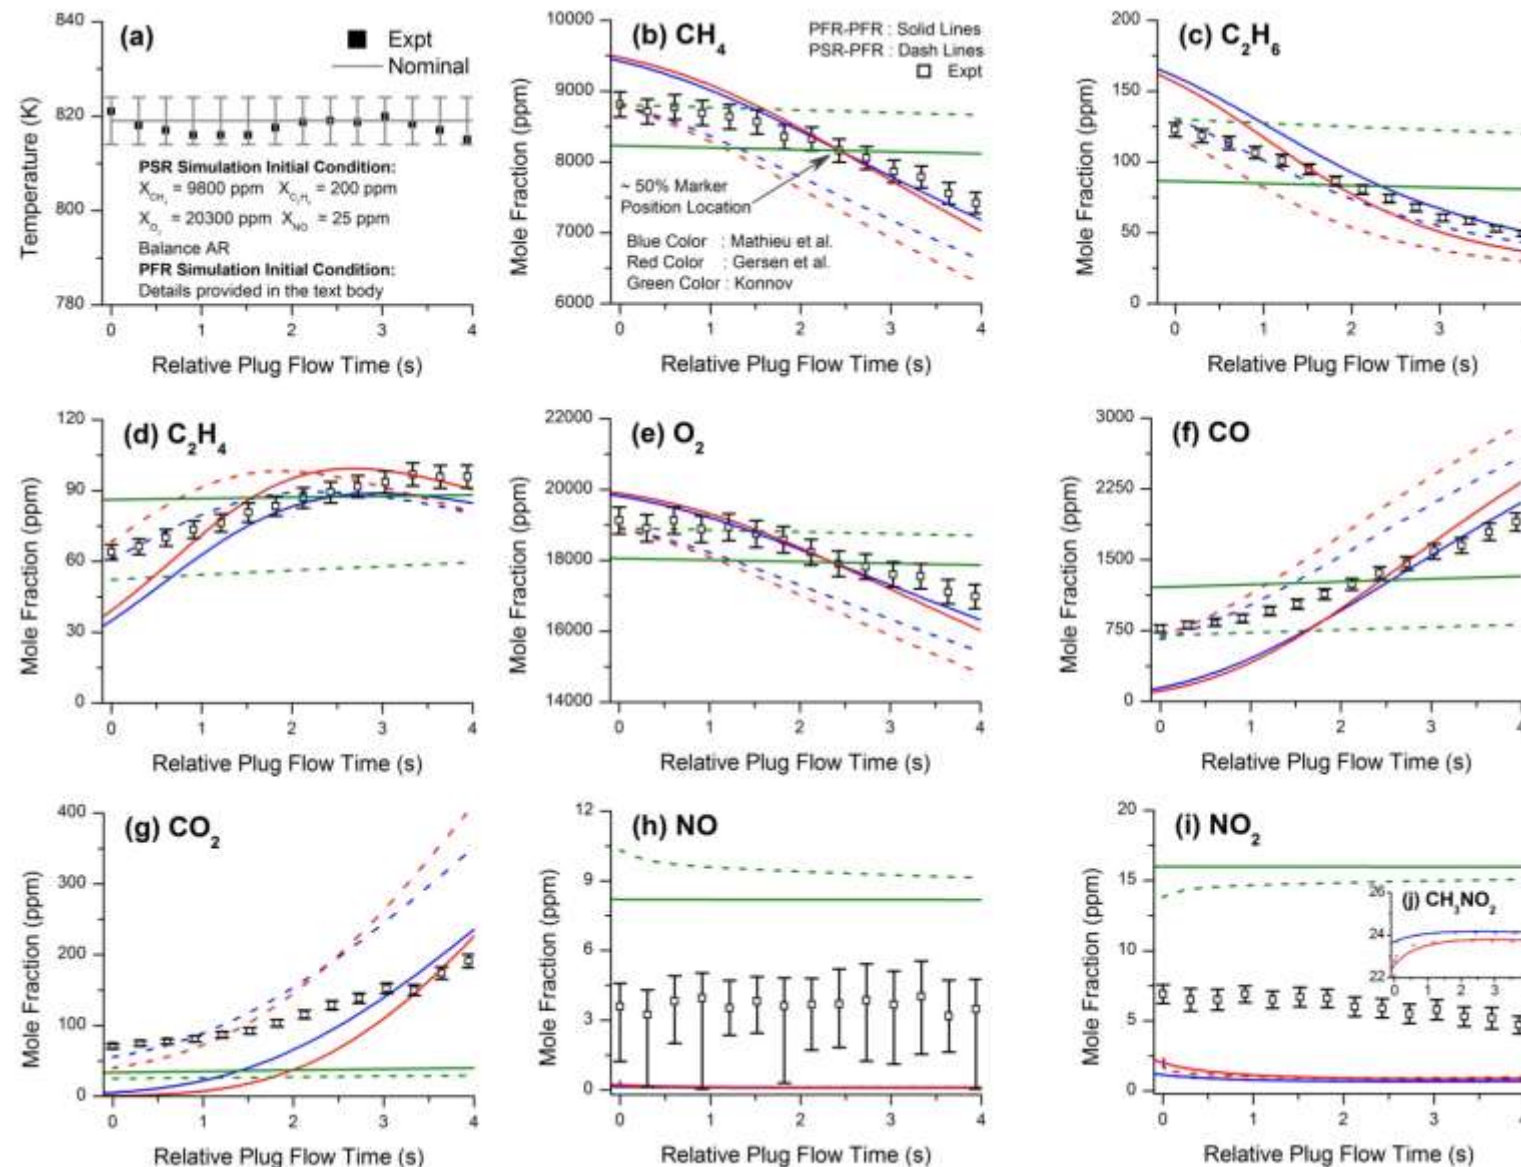 (a)
Expt
Nominal
PSR Simulation Initial Condition:
X_CH4 = 9800 ppm X_C2H6 = 200 ppm
X_O2 = 20300 ppm X_NO = 25 ppm
Balance AR
PFR Simulation Initial Condition:
Details provided in the text body
840
820
800
780
Temperature (K)
0 1 2 3 4
Relative Plug Flow Time (s)
(b) CH4
PFR-PFR : Solid Lines
PSR-PFR : Dash Lines
Expt
~ 50% Marker
Position Location
Blue Color : Mathieu et al.
Red Color : Gersen et al.
Green Color : Konnov
10000
9000
8000
7000
6000
Mole Fraction (ppm)
0 1 2 3 4
Relative Plug Flow Time (s)
(c) C2H6
200
150
100
50
0
Mole Fraction (ppm)
0 1 2 3 4
Relative Plug Flow Time (s)
(d) C2H4
120
90
60
30
0
Mole Fraction (ppm)
0 1 2 3 4
Relative Plug Flow Time (s)
(e) O2
22000
20000
18000
16000
14000
Mole Fraction (ppm)
0 1 2 3 4
Relative Plug Flow Time (s)
(f) CO
3000
2250
1500
750
0
Mole Fraction (ppm)
0 1 2 3 4
Relative Plug Flow Time (s)
(g) CO2
400
300
200
100
0
Mole Fraction (ppm)
0 1 2 3 4
Relative Plug Flow Time (s)
(h) NO
12
9
6
3
0
Mole Fraction (ppm)
0 1 2 3 4
Relative Plug Flow Time (s)
(i) NO2
20
15
10
5
0
Mole Fraction (ppm)
(j) CH3NO2
26
24
22
0 1 2 3
0 1 2 3 4
Relative Plug Flow Time (s)